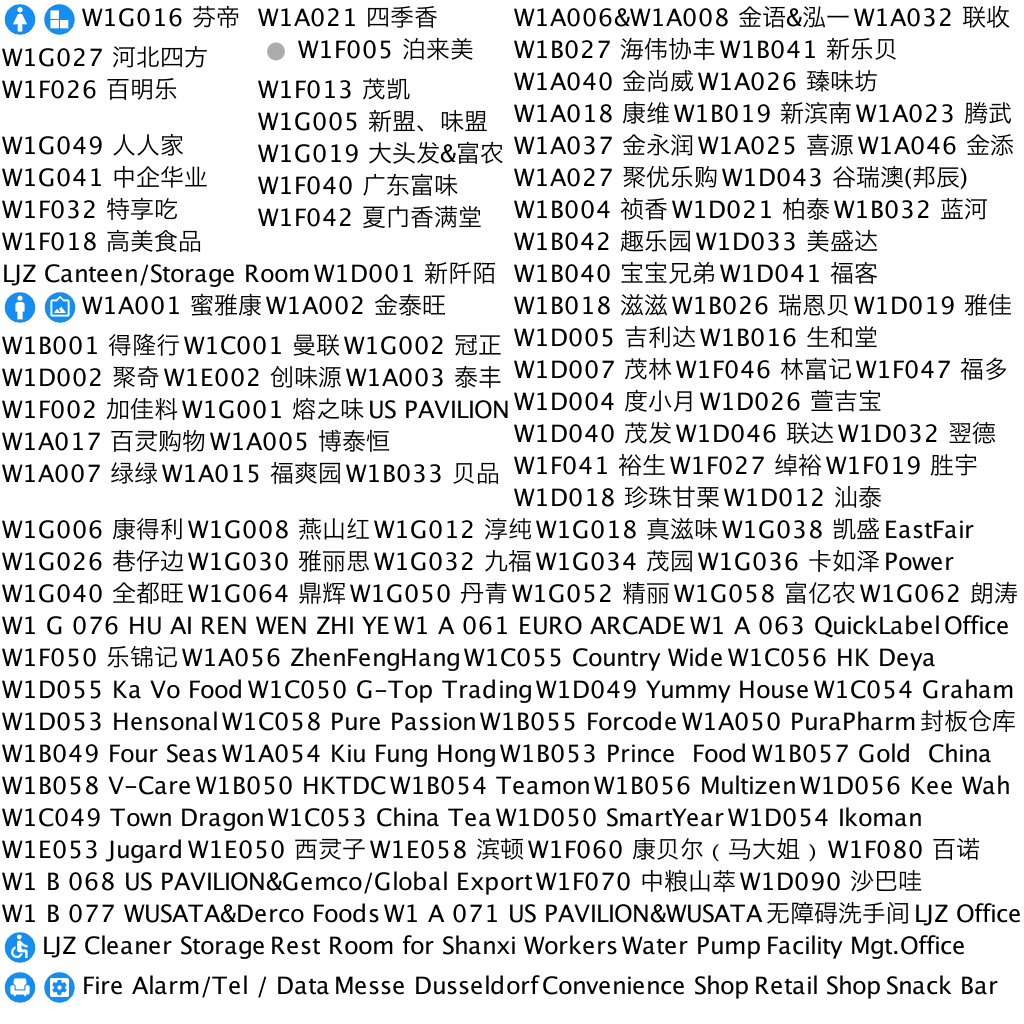 W1G016 芬帝
W1A021 四季香
W1G027 河北四方
W1F005 泊来美
W1F026 百明乐
W1F013 茂凯
W1G005 新盟、味盟
W1G049 人人家
W1G019 大头发&富农
W1G041 中企华业
W1F040 广东富味
W1F032 特享吃
W1F042 夏门香满堂
W1F018 高美食品
LJZ Canteen/Storage Room W1D001 新阡陌
W1A001 蜜雅康 W1A002 金泰旺
W1B001 得隆行 W1C001 曼联 W1G002 冠正
W1D002 聚奇 W1E002 创味源 W1A003 泰丰
W1F002 加佳料 W1G001 熔之味 US PAVILION
W1A017 百灵购物 W1A005 博泰恒
W1A007 绿绿 W1A015 福爽园 W1B033 贝品
W1A006&W1A008 金语&泓一 W1A032 联收
W1B027 海伟协丰 W1B041 新乐贝
W1A040 金尚威 W1A026 臻味坊
W1A018 康维 W1B019 新滨南 W1A023 腾武
W1A037 金永润 W1A025 喜源 W1A046 金添
W1A027 聚优乐购 W1D043 谷瑞澳(邦辰)
W1B004 祯香 W1D021 柏泰 W1B032 蓝河
W1B042 趣乐园 W1D033 美盛达
W1B040 宝宝兄弟 W1D041 福客
W1B018 滋滋 W1B026 瑞恩贝 W1D019 雅佳
W1D005 吉利达 W1B016 生和堂
W1D007 茂林 W1F046 林富记 W1F047 福多
W1D004 度小月 W1D026 萱吉宝
W1D040 茂发 W1D046 联达 W1D032 翌德
W1F041 裕生 W1F027 绰裕 W1F019 胜宇
W1D018 珍珠甘栗 W1D012 汕泰
W1G006 康得利 W1G008 燕山红 W1G012 淳纯 W1G018 真滋味 W1G038 凯盛 EastFair
W1G026 巷仔边 W1G030 雅丽思 W1G032 九福 W1G034 茂园 W1G036 卡如泽 Power
W1G040 全都旺 W1G064 鼎辉 W1G050 丹青 W1G052 精丽 W1G058 富亿农 W1G062 朗涛
W1 G 076 HU AI REN WEN ZHI YE W1 A 061 EURO ARCADE W1 A 063 QuickLabel Office
W1F050 乐锦记 W1A056 ZhenFengHang W1C055 Country Wide W1C056 HK Deya
W1D055 Ka Vo Food W1C050 G-Top Trading W1D049 Yummy House W1C054 Graham
W1D053 Hensonal W1C058 Pure Passion W1B055 Forcode W1A050 PuraPharm 封板仓库
W1B049 Four Seas W1A054 Kiu Fung Hong W1B053 Prince Food W1B057 Gold China
W1B058 V-Care W1B050 HKTDC W1B054 Teamon W1B056 Multizen W1D056 Kee Wah
W1C049 Town Dragon W1C053 China Tea W1D050 SmartYear W1D054 Ikoman
W1E053 Jugard W1E050 西灵子 W1E058 滨顿 W1F060 康贝尔（马大姐）W1F080 百诺
W1 B 068 US PAVILION&Gemco/Global Export W1F070 中粮山萃 W1D090 沙巴哇
W1 B 077 WUSATA&Derco Foods W1 A 071 US PAVILION&WUSATA 无障碍洗手间 LJZ Office
LJZ Cleaner Storage Rest Room for Shanxi Workers Water Pump Facility Mgt.Office
Fire Alarm/Tel / Data Messe Dusseldorf Convenience Shop Retail Shop Snack Bar